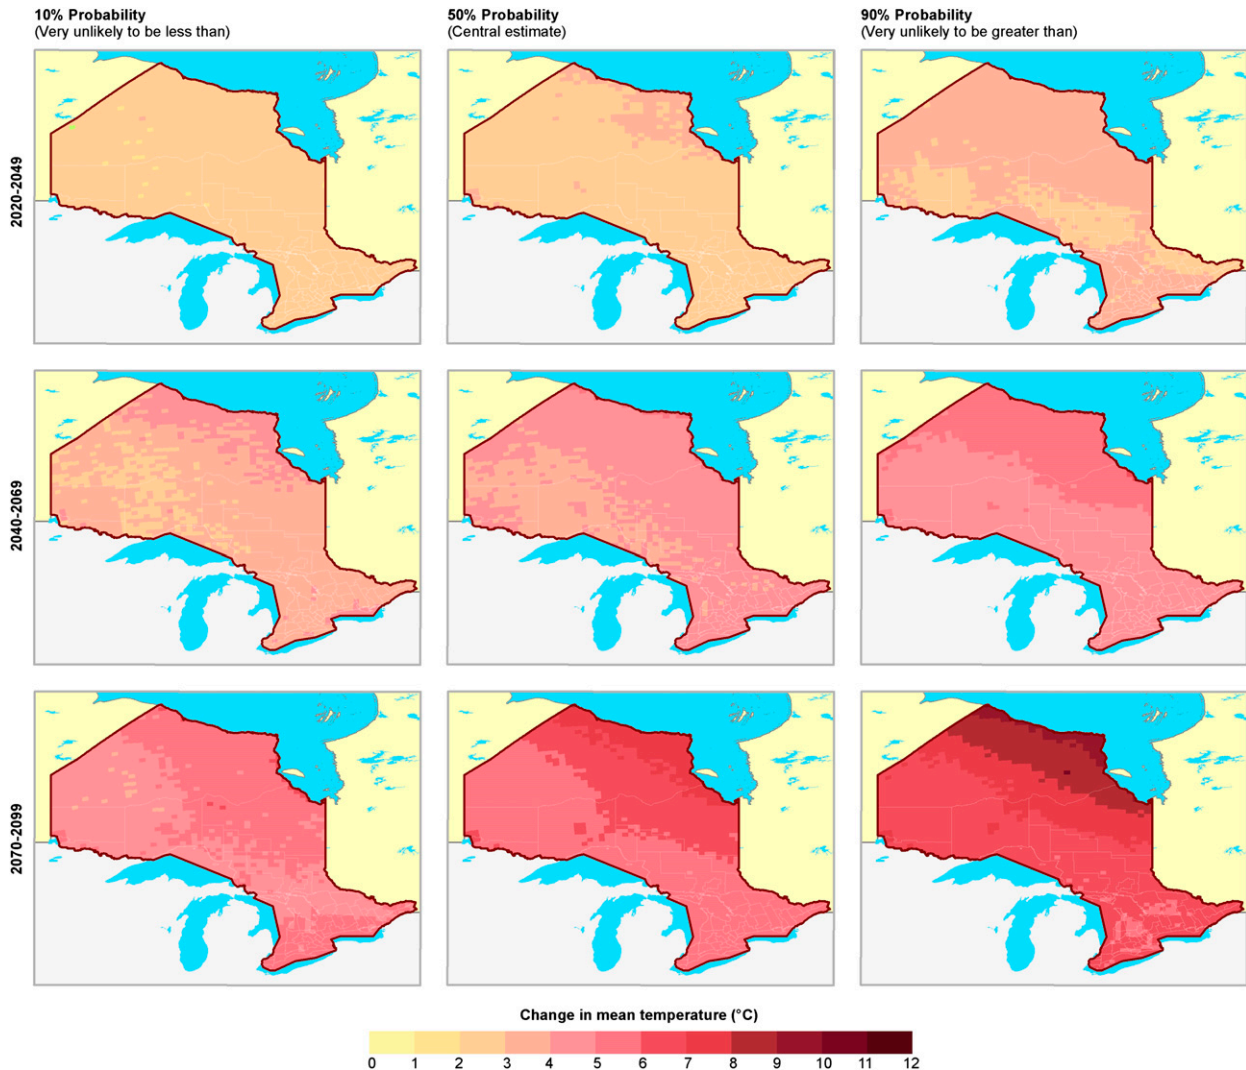 10% Probability
(Very unlikely to be less than)
50% Probability
(Central estimate)
90% Probability
(Very unlikely to be greater than)
2020-2049
2040-2069
2070-2099
Change in mean temperature (°C)
0 1 2 3 4 5 6 7 8 9 10 11 12